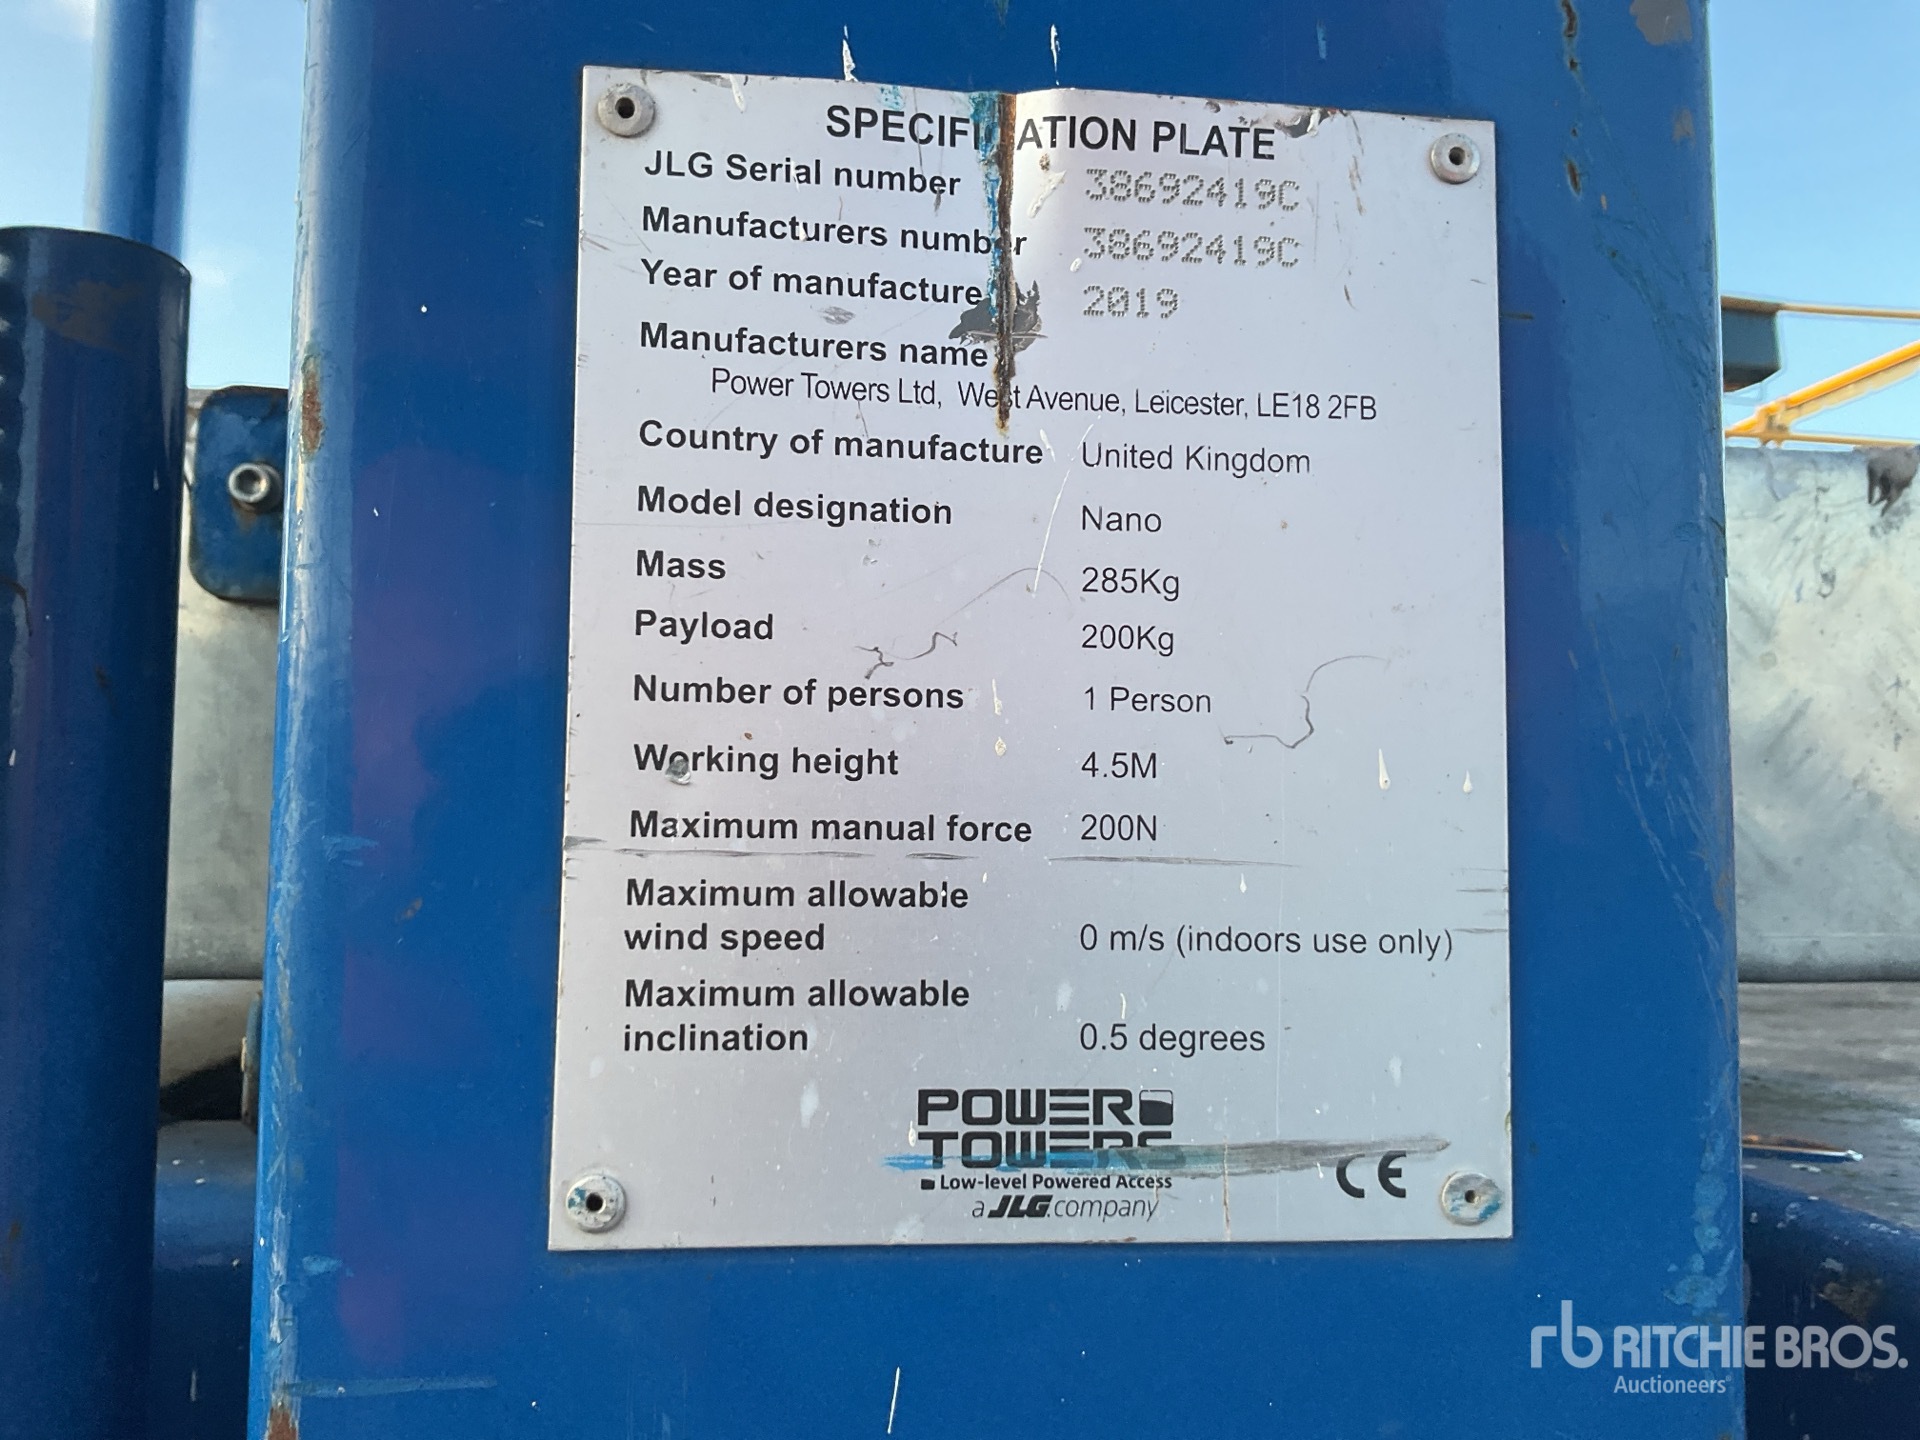 SPECIFICATION PLATE
JLG Serial number 38692419C
Manufacturers number 38692419C
Year of manufacture 2019
Manufacturers name
Power Towers Ltd, West Avenue, Leicester, LE18 2FB
Country of manufacture United Kingdom
Model designation Nano
Mass 285Kg
Payload 200Kg
Number of persons 1 Person
Working height 4.5M
Maximum manual force 200N
Maximum allowable
wind speed 0 m/s (indoors use only)
Maximum allowable
inclination 0.5 degrees
POWER
TOWERS
Low-level Powered Access
a JLG company
CE
rb RITCHIE BROS.
Auctioneers